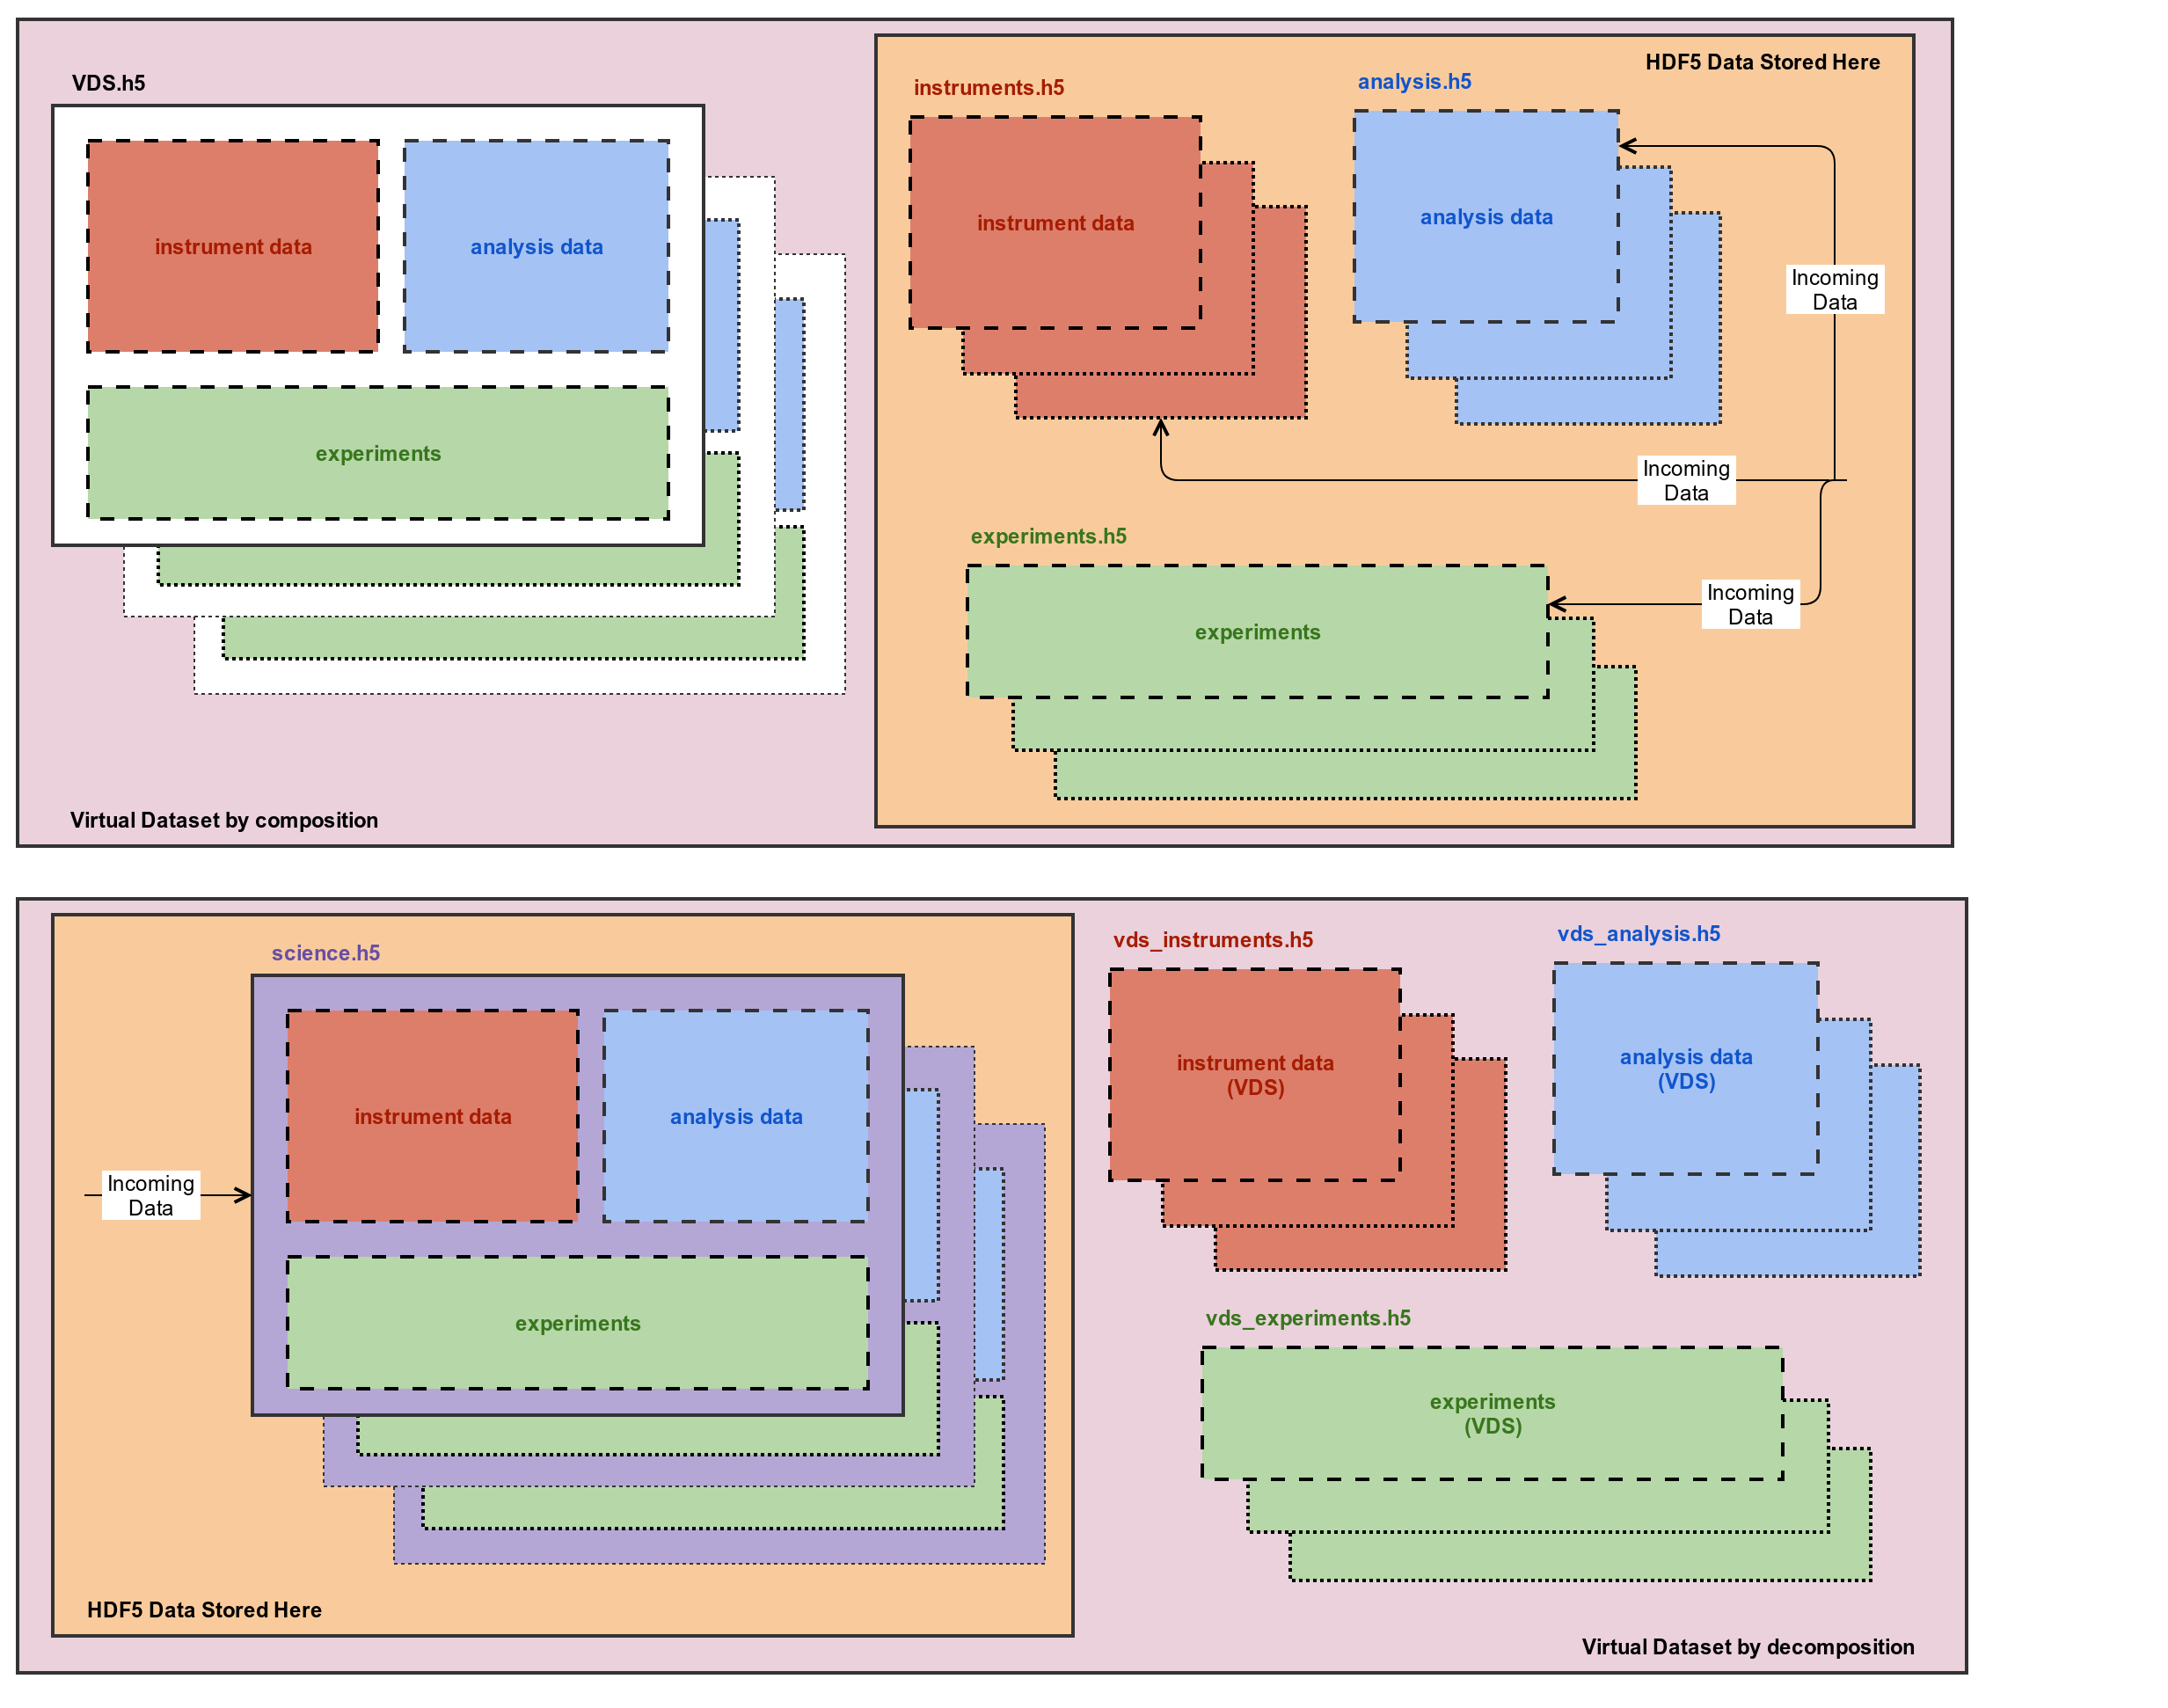 VDS.h5
instrument data
analysis data
experiments
Virtual Dataset by composition
HDF5 Data Stored Here
instruments.h5
analysis.h5
instrument data
analysis data
Incoming
Data
Incoming
Data
experiments.h5
experiments
Incoming
Data
science.h5
instrument data
analysis data
Incoming
Data
experiments
HDF5 Data Stored Here
vds_instruments.h5
vds_analysis.h5
instrument data
(VDS)
analysis data
(VDS)
vds_experiments.h5
experiments
(VDS)
Virtual Dataset by decomposition